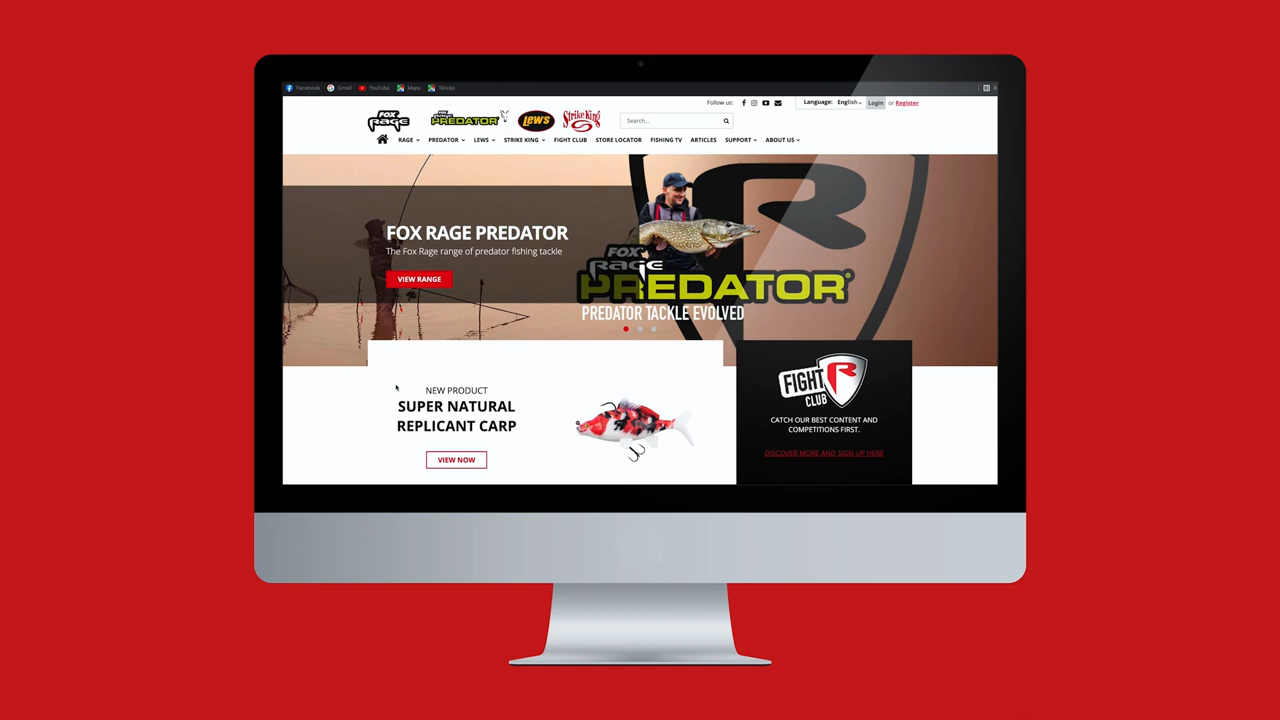 Facebook Gmail YouTube Maps Térkép
Follow us: Language: English Login or Register
FOX RAGE FOX RAGE PREDATOR Lew's Strike King Search...
RAGE PREDATOR LEWS STRIKE KING FIGHT CLUB STORE LOCATOR FISHING TV ARTICLES SUPPORT ABOUT US
FOX RAGE PREDATOR
The Fox Rage range of predator fishing tackle
VIEW RANGE
FOX
RAGE
PREDATOR
PREDATOR TACKLE EVOLVED
NEW PRODUCT
SUPER NATURAL
REPLICANT CARP
VIEW NOW
FIGHT
CLUB
CATCH OUR BEST CONTENT AND
COMPETITIONS FIRST.
DISCOVER MORE AND SIGN UP HERE